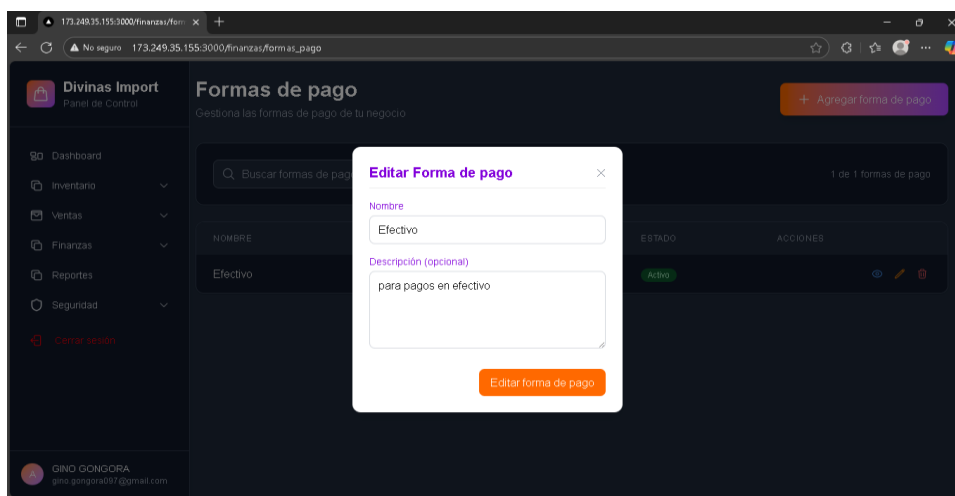 173.249.35.155:3000/finanzas/form
No seguro 173.249.35.155:3000/finanzas/formas_pago
Divinas Import
Panel de Control
Dashboard
Inventario
Ventas
Finanzas
Reportes
Seguridad
Cerrar sesión
A
GINO GONGORA
gino.gongora097@gmail.com
Formas de pago
Gestiona las formas de pago de tu negocio
+ Agregar forma de pago
Buscar formas de pag
1 de 1 formas de pago
NOMBRE ESTADO ACCIONES
Efectivo Activo
Editar Forma de pago
Nombre
Efectivo
Descripción (opcional)
para pagos en efectivo
Editar forma de pago